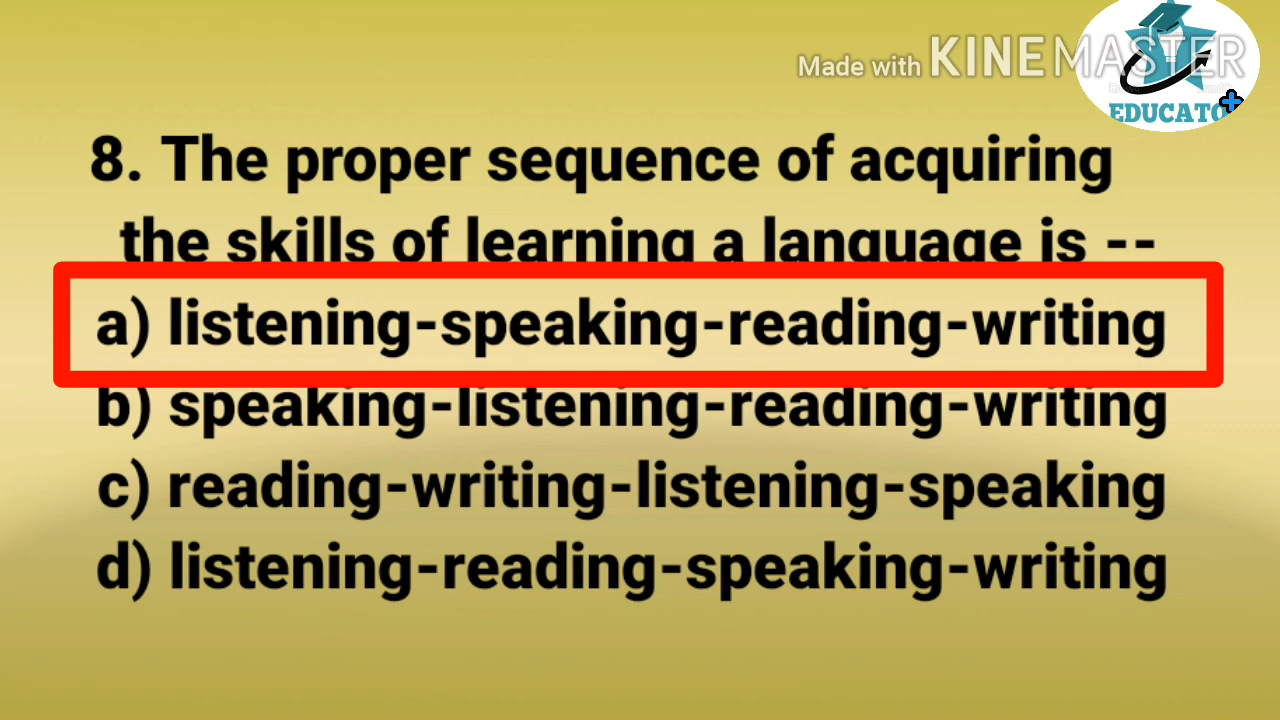 Made with KINEMASTER
EDUCATO
8. The proper sequence of acquiring
the skills of learning a language is --
a) listening-speaking-reading-writing
b) speaking-listening-reading-writing
c) reading-writing-listening-speaking
d) listening-reading-speaking-writing